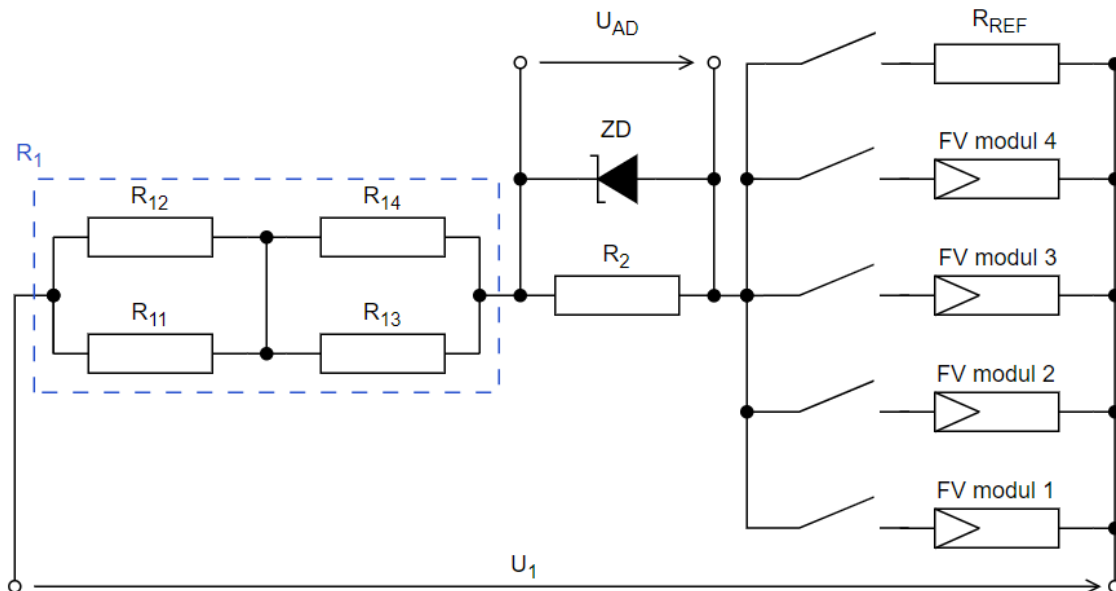 U_AD
R_REF
ZD
FV modul 4
R_1
R_12
R_14
R_2
FV modul 3
R_11
R_13
FV modul 2
FV modul 1
U_1